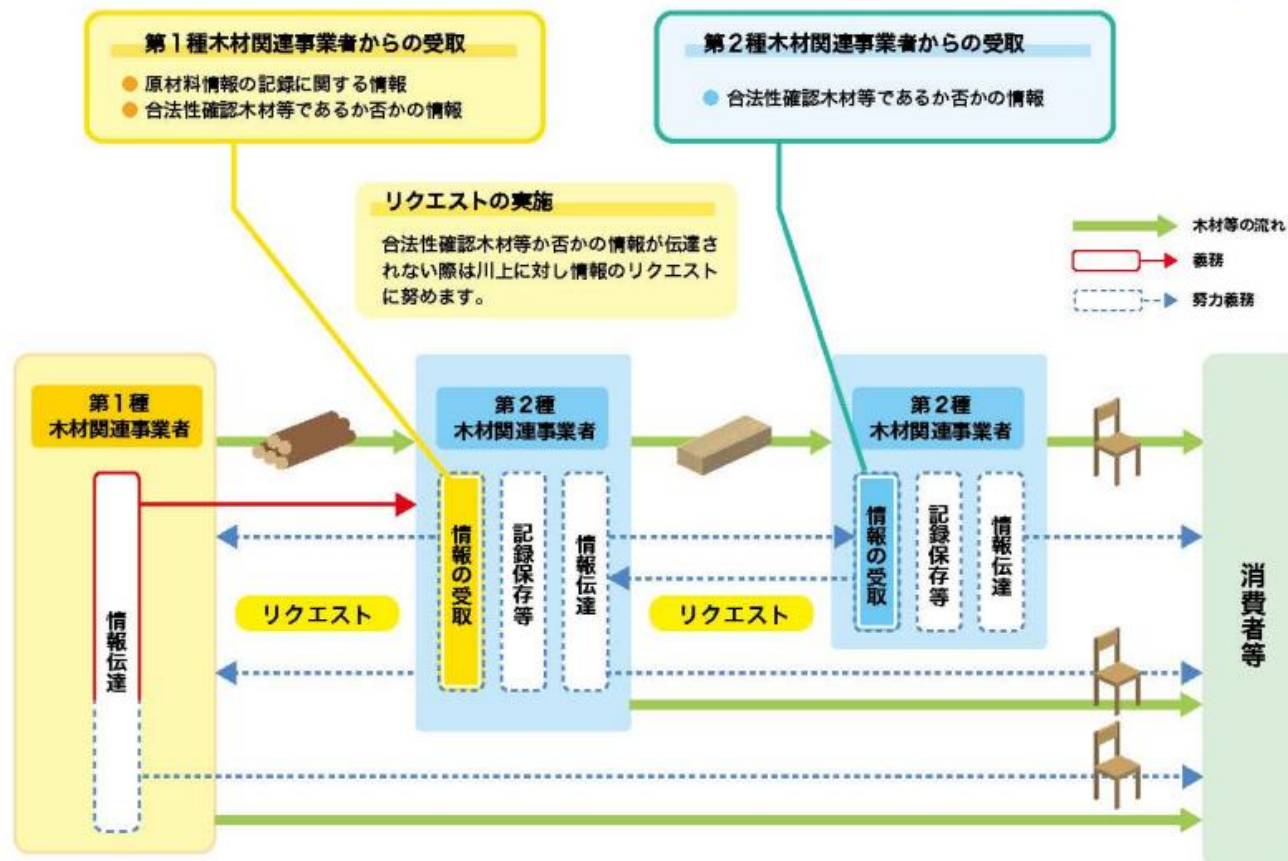 第1種木材関連事業者からの受取
● 原材料情報の記録に関する情報
● 合法性確認木材等であるか否かの情報
第2種木材関連事業者からの受取
● 合法性確認木材等であるか否かの情報
リクエストの実施
合法性確認木材等か否かの情報が伝達さ
れない際は川上に対し情報のリクエスト
に努めます。
木材等の流れ
義務
努力義務
第1種
木材関連事業者
情報伝達
リクエスト
第2種
木材関連事業者
情報の受取
記録保存等
情報伝達
リクエスト
第2種
木材関連事業者
情報の受取
記録保存等
情報伝達
消費者等